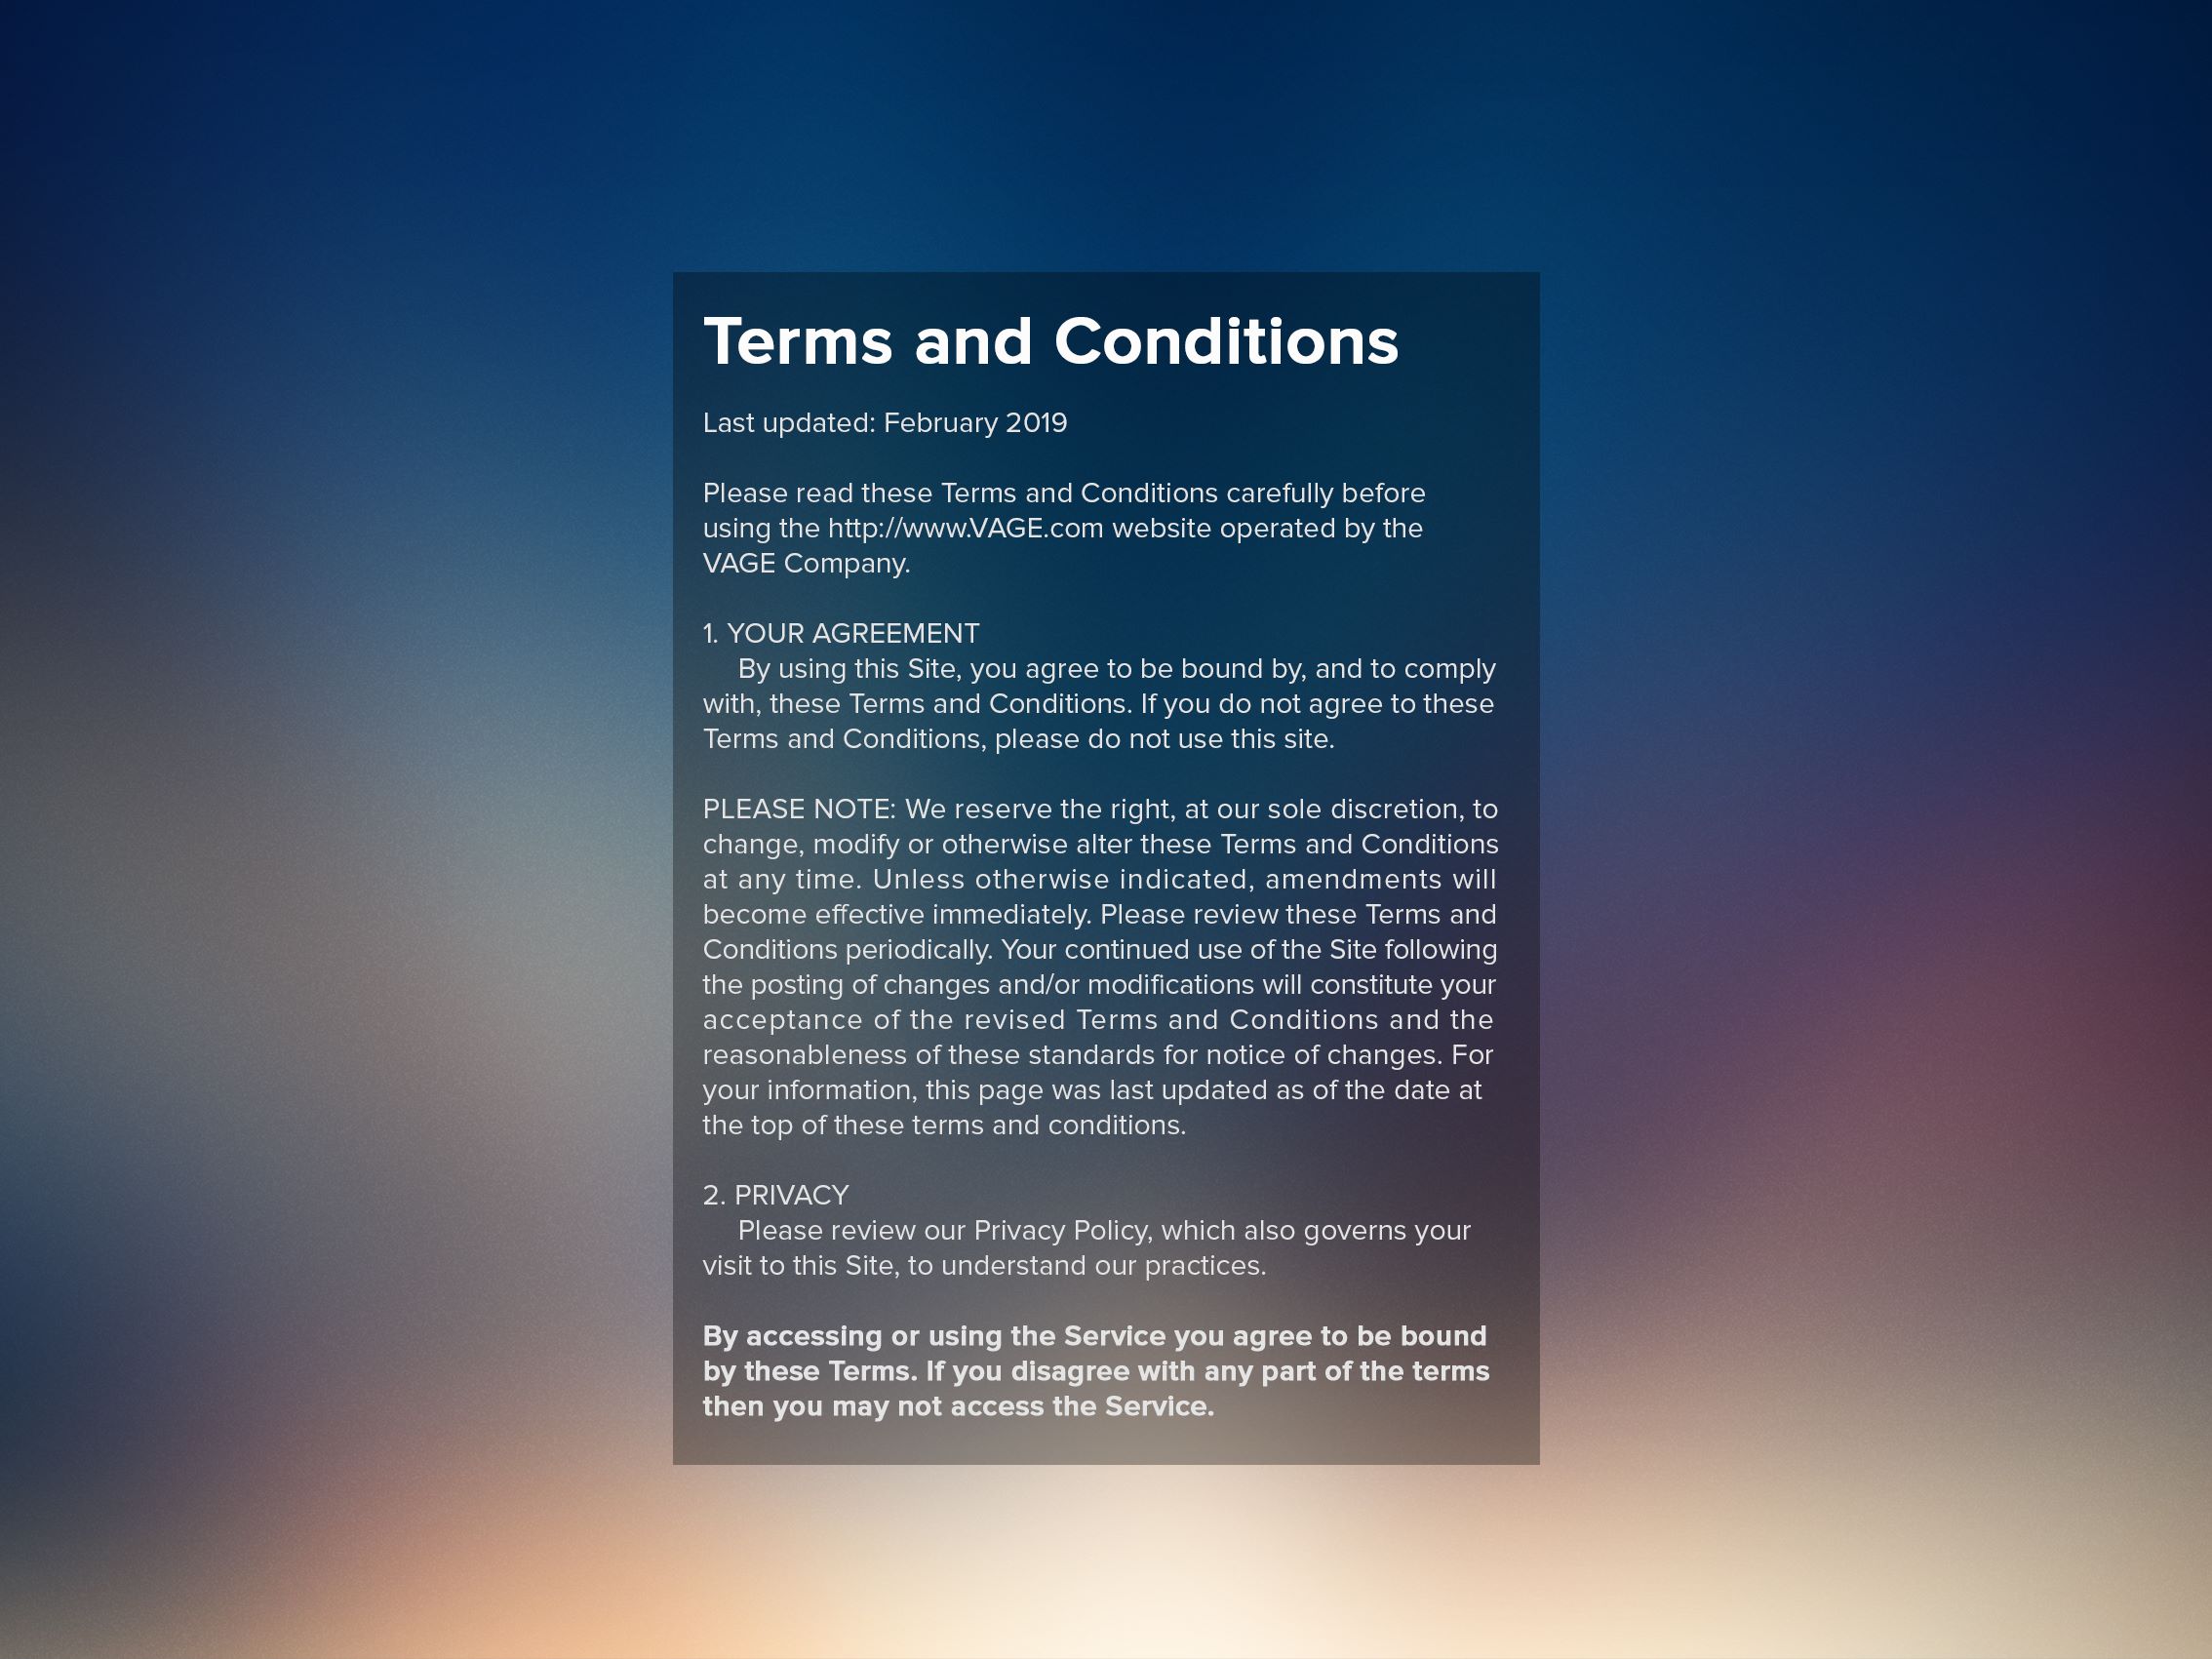 Terms and Conditions
Last updated: February 2019
Please read these Terms and Conditions carefully before
using the http://www.VAGE.com website operated by the
VAGE Company.
1. YOUR AGREEMENT
By using this Site, you agree to be bound by, and to comply
with, these Terms and Conditions. If you do not agree to these
Terms and Conditions, please do not use this site.
PLEASE NOTE: We reserve the right, at our sole discretion, to
change, modify or otherwise alter these Terms and Conditions
at any time. Unless otherwise indicated, amendments will
become effective immediately. Please review these Terms and
Conditions periodically. Your continued use of the Site following
the posting of changes and/or modifications will constitute your
acceptance of the revised Terms and Conditions and the
reasonableness of these standards for notice of changes. For
your information, this page was last updated as of the date at
the top of these terms and conditions.
2. PRIVACY
Please review our Privacy Policy, which also governs your
visit to this Site, to understand our practices.
By accessing or using the Service you agree to be bound
by these Terms. If you disagree with any part of the terms
then you may not access the Service.